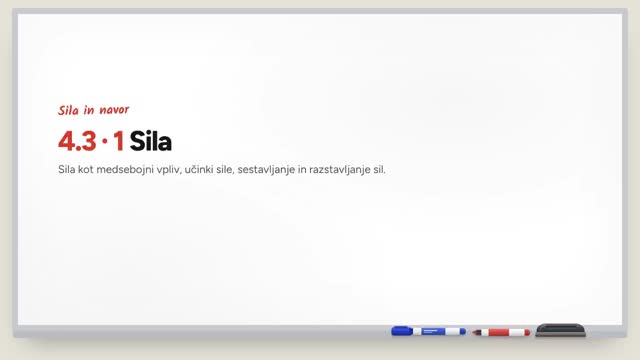 Sila in navor
4.3 · 1 Sila
Sila kot medsebojni vpliv, učinki sile, sestavljanje in razstavljanje sil.